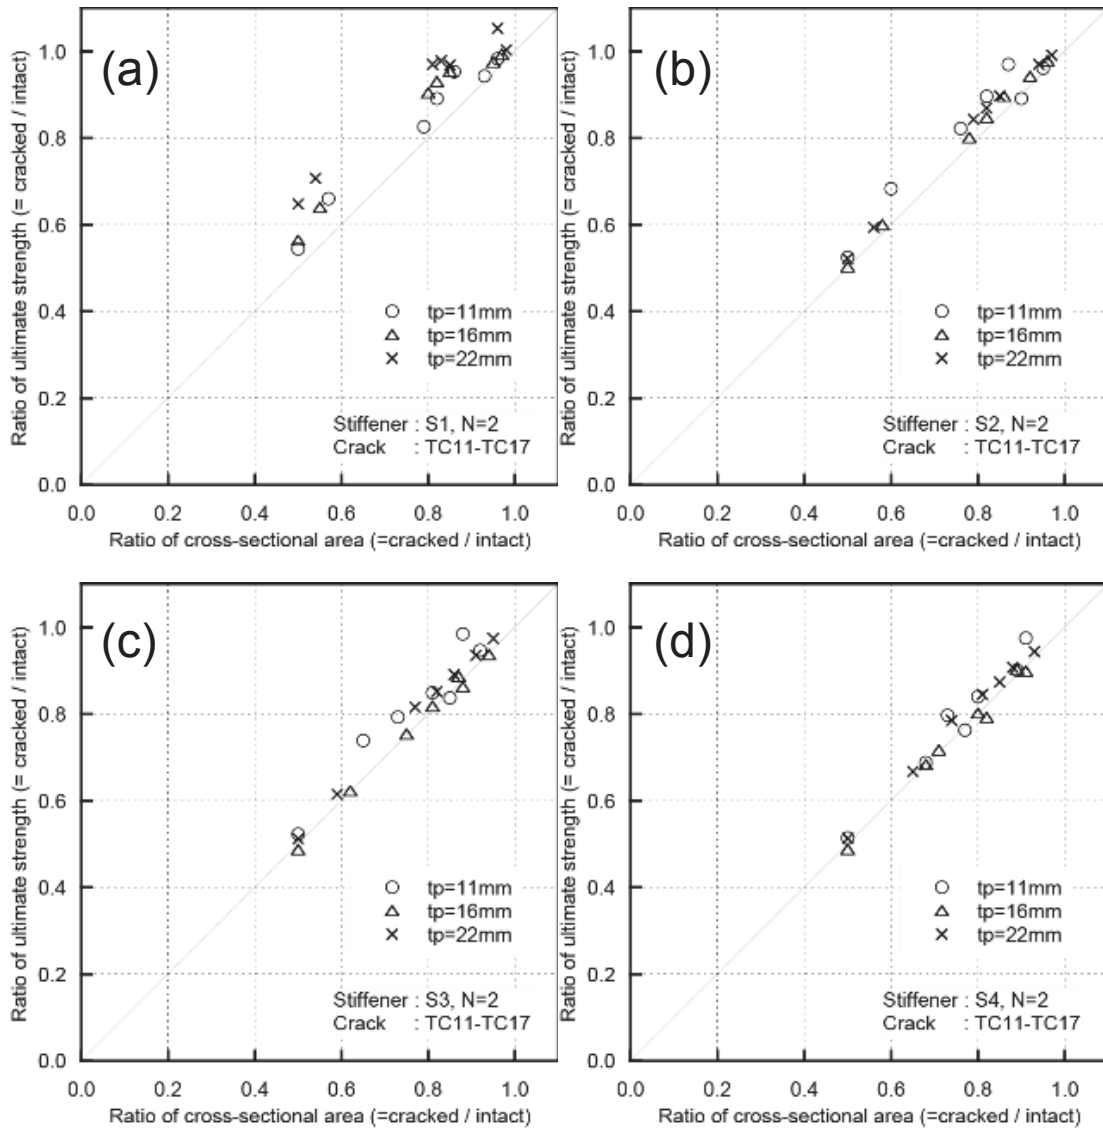 (a)
Ratio of ultimate strength (= cracked / intact)
1.0
0.8
0.6
0.4
0.2
0.0
tp=11mm
tp=16mm
tp=22mm
Stiffener : S1, N=2
Crack : TC11-TC17
0.0 0.2 0.4 0.6 0.8 1.0
Ratio of cross-sectional area (=cracked / intact)
(b)
Ratio of ultimate strength (= cracked / intact)
1.0
0.8
0.6
0.4
0.2
0.0
tp=11mm
tp=16mm
tp=22mm
Stiffener : S2, N=2
Crack : TC11-TC17
0.0 0.2 0.4 0.6 0.8 1.0
Ratio of cross-sectional area (=cracked / intact)
(c)
Ratio of ultimate strength (= cracked / intact)
1.0
0.8
0.6
0.4
0.2
0.0
tp=11mm
tp=16mm
tp=22mm
Stiffener : S3, N=2
Crack : TC11-TC17
0.0 0.2 0.4 0.6 0.8 1.0
Ratio of cross-sectional area (=cracked / intact)
(d)
Ratio of ultimate strength (= cracked / intact)
1.0
0.8
0.6
0.4
0.2
0.0
tp=11mm
tp=16mm
tp=22mm
Stiffener : S4, N=2
Crack : TC11-TC17
0.0 0.2 0.4 0.6 0.8 1.0
Ratio of cross-sectional area (=cracked / intact)